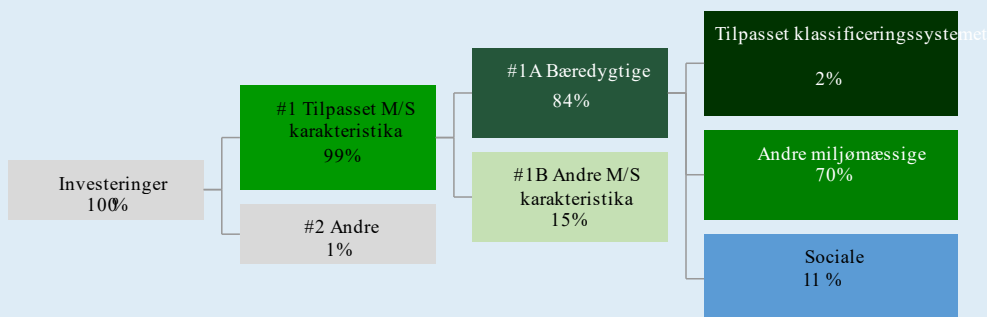 Investeringer
100%
#1 Tilpasset M/S
karakteristika
99%
#2 Andre
1%
#1A Bæredygtige
84%
#1B Andre M/S
karakteristika
15%
Tilpasset klassificeringssystemet
2%
Andre miljømæssige
70%
Sociale
11 %